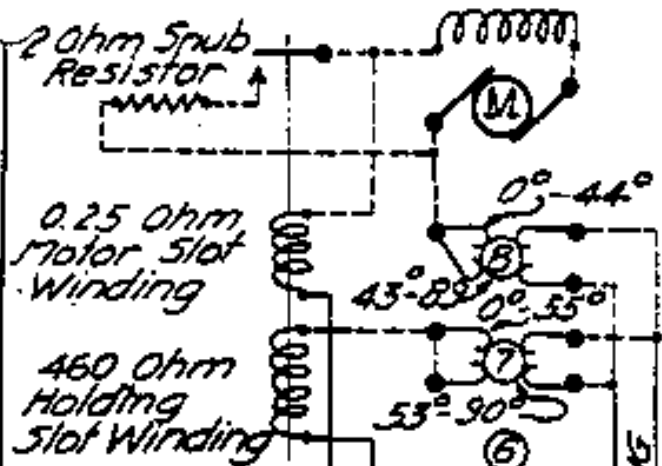 2 Ohm Snub
Resistor
M
0°-44°
0.25 Ohm
Motor Slot
Winding
8
43°-89
0°-35°
460 Ohm
Holding
Slot Winding
7
53°-90°
6